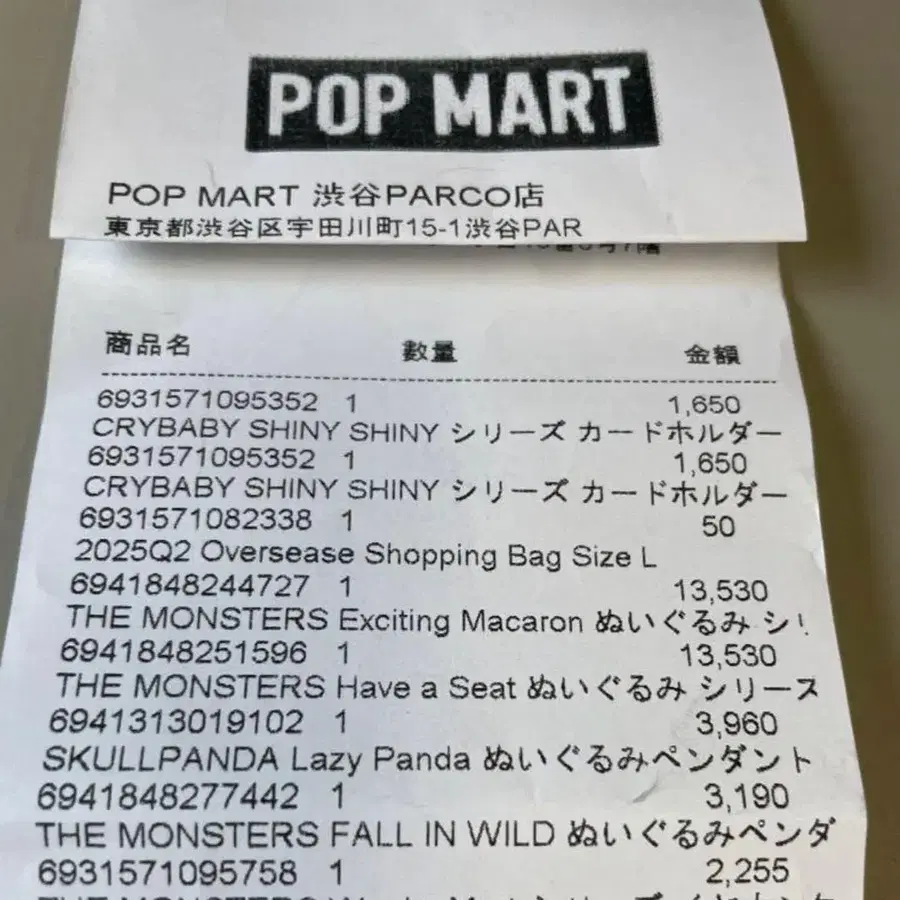 POP MART
POP MART 渋谷PARCO店
東京都渋谷区宇田川町15-1渋谷PAR
商品名 数量 金額
6931571095352 1 1,650
CRYBABY SHINY SHINY シリーズ カードホルダー
6931571095352 1 1,650
CRYBABY SHINY SHINY シリーズ カードホルダー
6931571082338 1 50
2025Q2 Oversease Shopping Bag Size L
6941848244727 1 13,530
THE MONSTERS Exciting Macaron ぬいぐるみ シリ
6941848251596 1 13,530
THE MONSTERS Have a Seat ぬいぐるみ シリーズ
6941313019102 1 3,960
SKULLPANDA Lazy Panda ぬいぐるみペンダント
6941848277442 1 3,190
THE MONSTERS FALL IN WILD ぬいぐるみペンダ
6931571095758 1 2,255
THE MONSTERS